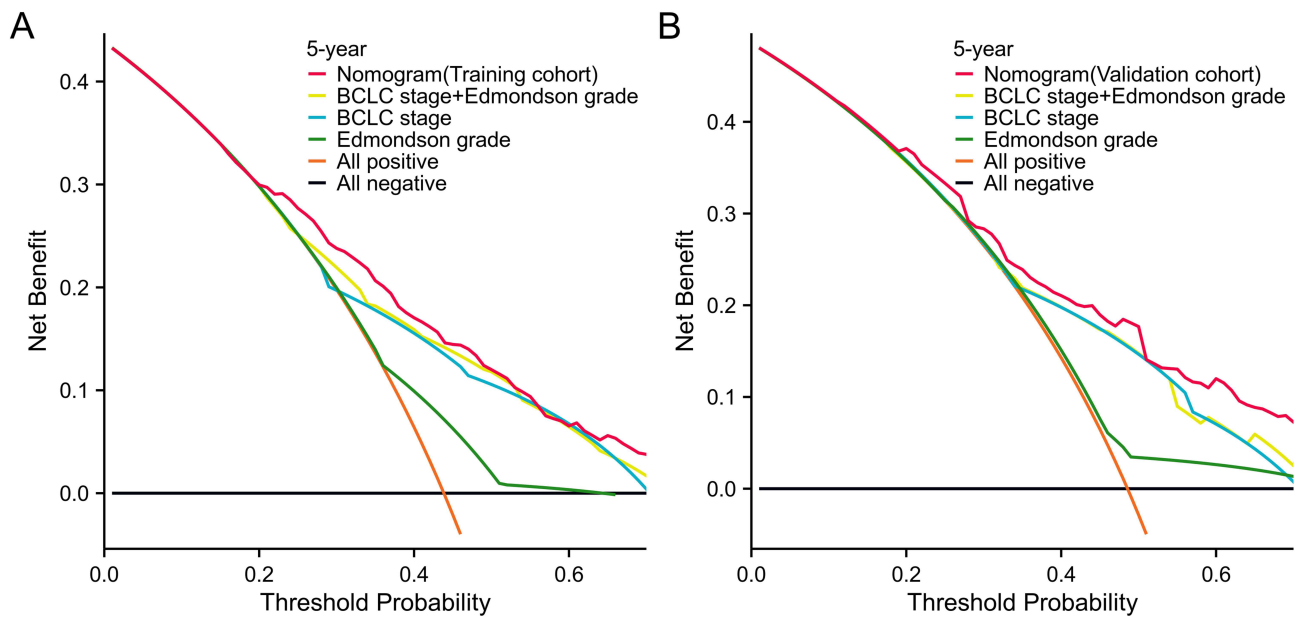 A
5-year
Nomogram(Training cohort)
BCLC stage+Edmondson grade
BCLC stage
Edmondson grade
All positive
All negative
Net Benefit
0.4
0.3
0.2
0.1
0.0
0.0 0.2 0.4 0.6
Threshold Probability
B
5-year
Nomogram(Validation cohort)
BCLC stage+Edmondson grade
BCLC stage
Edmondson grade
All positive
All negative
Net Benefit
0.4
0.3
0.2
0.1
0.0
0.0 0.2 0.4 0.6
Threshold Probability